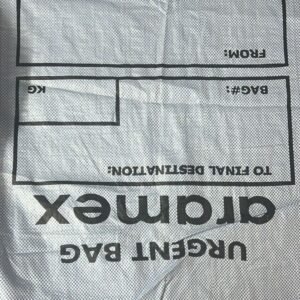 URGENT BAG
aramex
TO FINAL DESTINATION:
BAG#: KG
FROM: